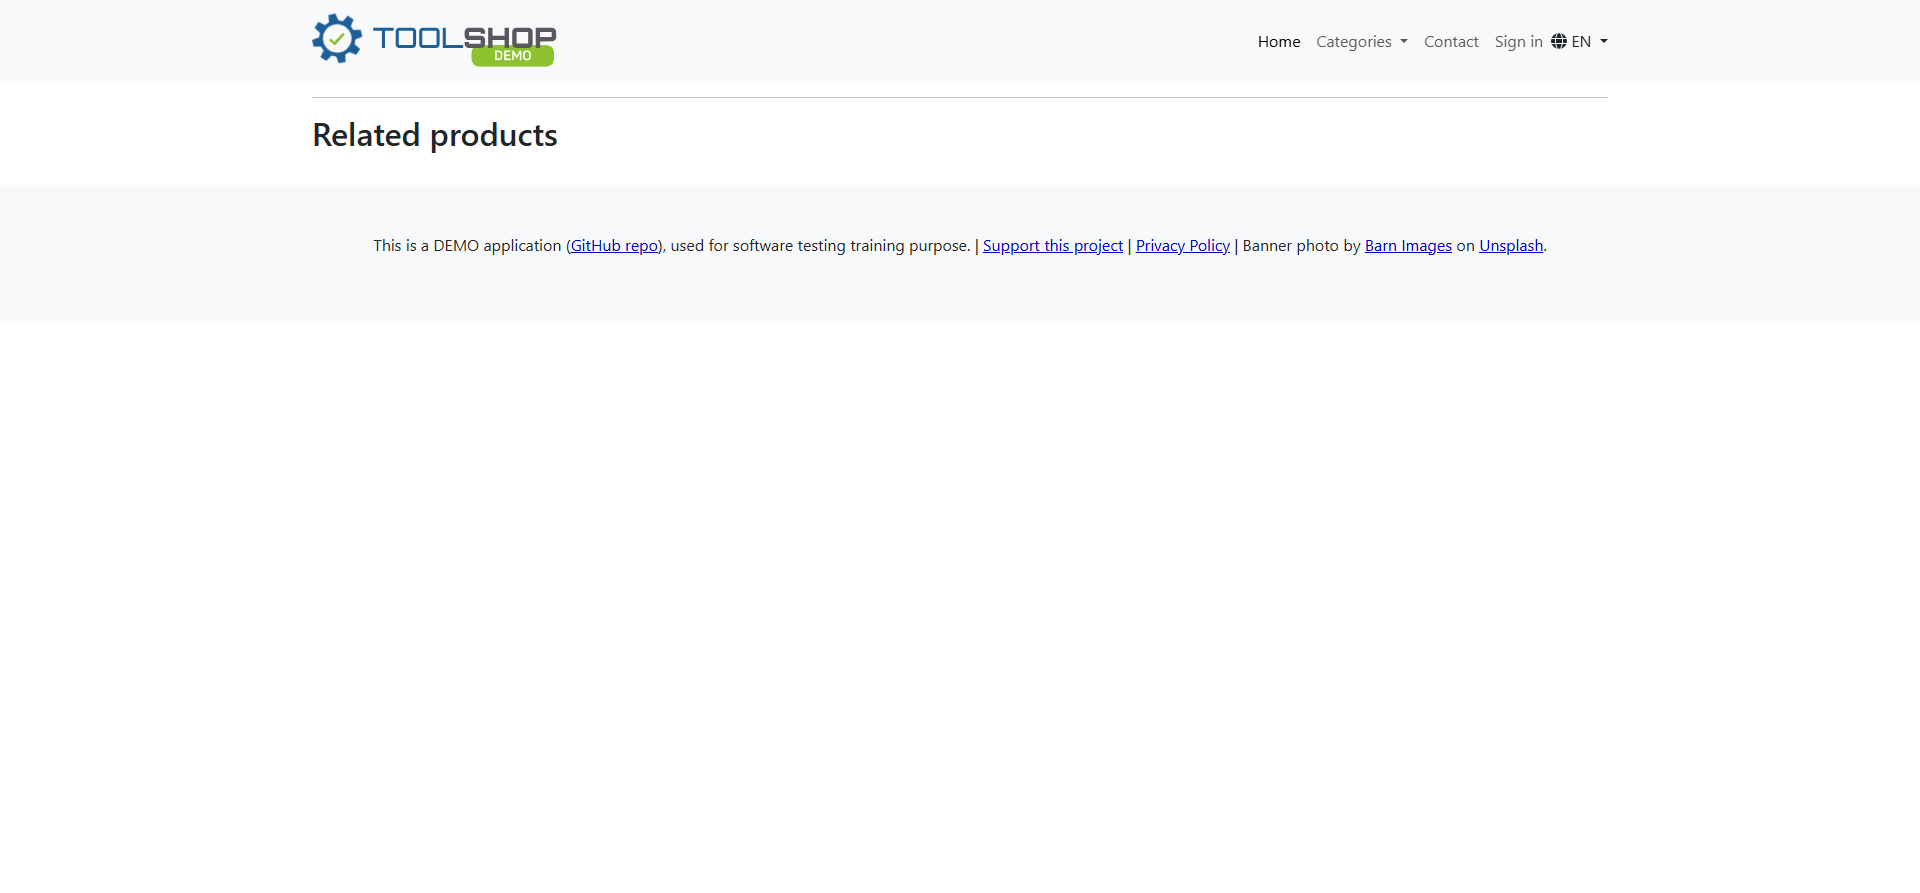 TOOLSHOP
DEMO
Home Categories Contact Sign in EN
Related products
This is a DEMO application (GitHub repo), used for software testing training purpose. | Support this project | Privacy Policy | Banner photo by Barn Images on Unsplash.